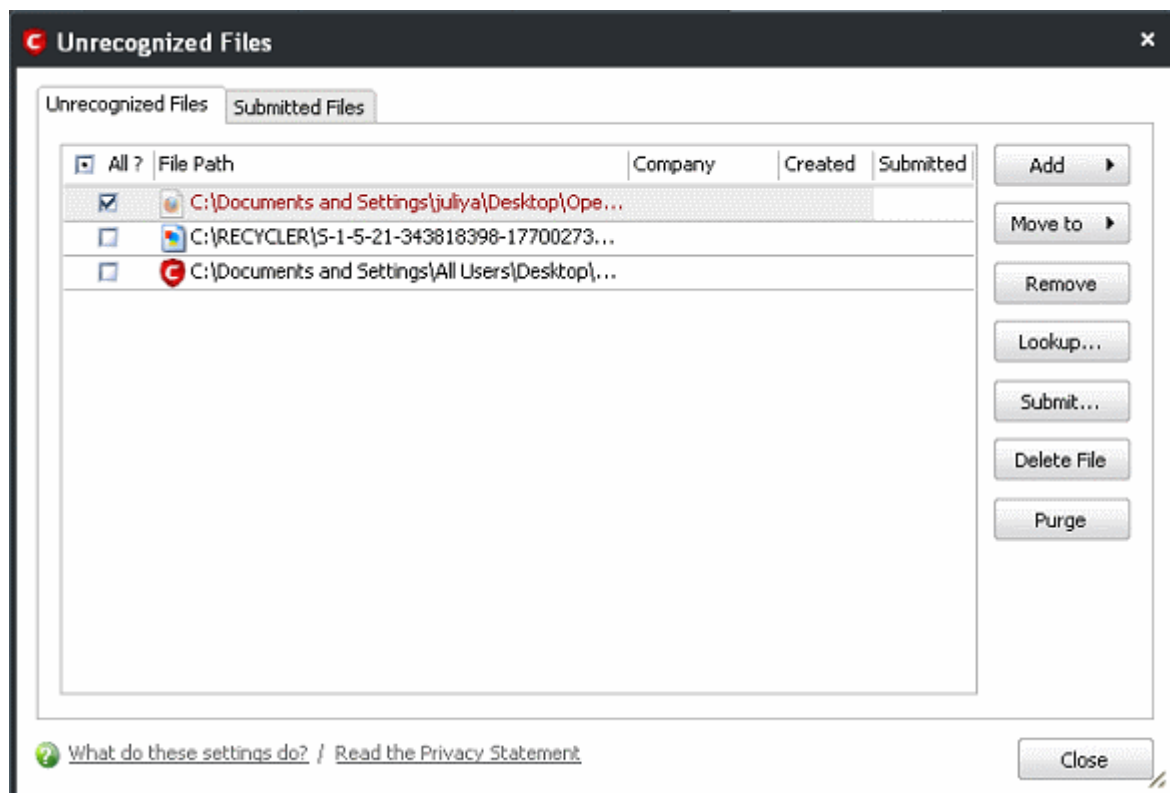 Unrecognized Files
Unrecognized Files Submitted Files
All ? File Path Company Created Submitted
C:\Documents and Settings\juliya\Desktop\Ope...
C:\RECYCLER\S-1-5-21-343818398-17700273...
C:\Documents and Settings\All Users\Desktop\...
Add
Move to
Remove
Lookup...
Submit...
Delete File
Purge
What do these settings do? / Read the Privacy Statement
Close